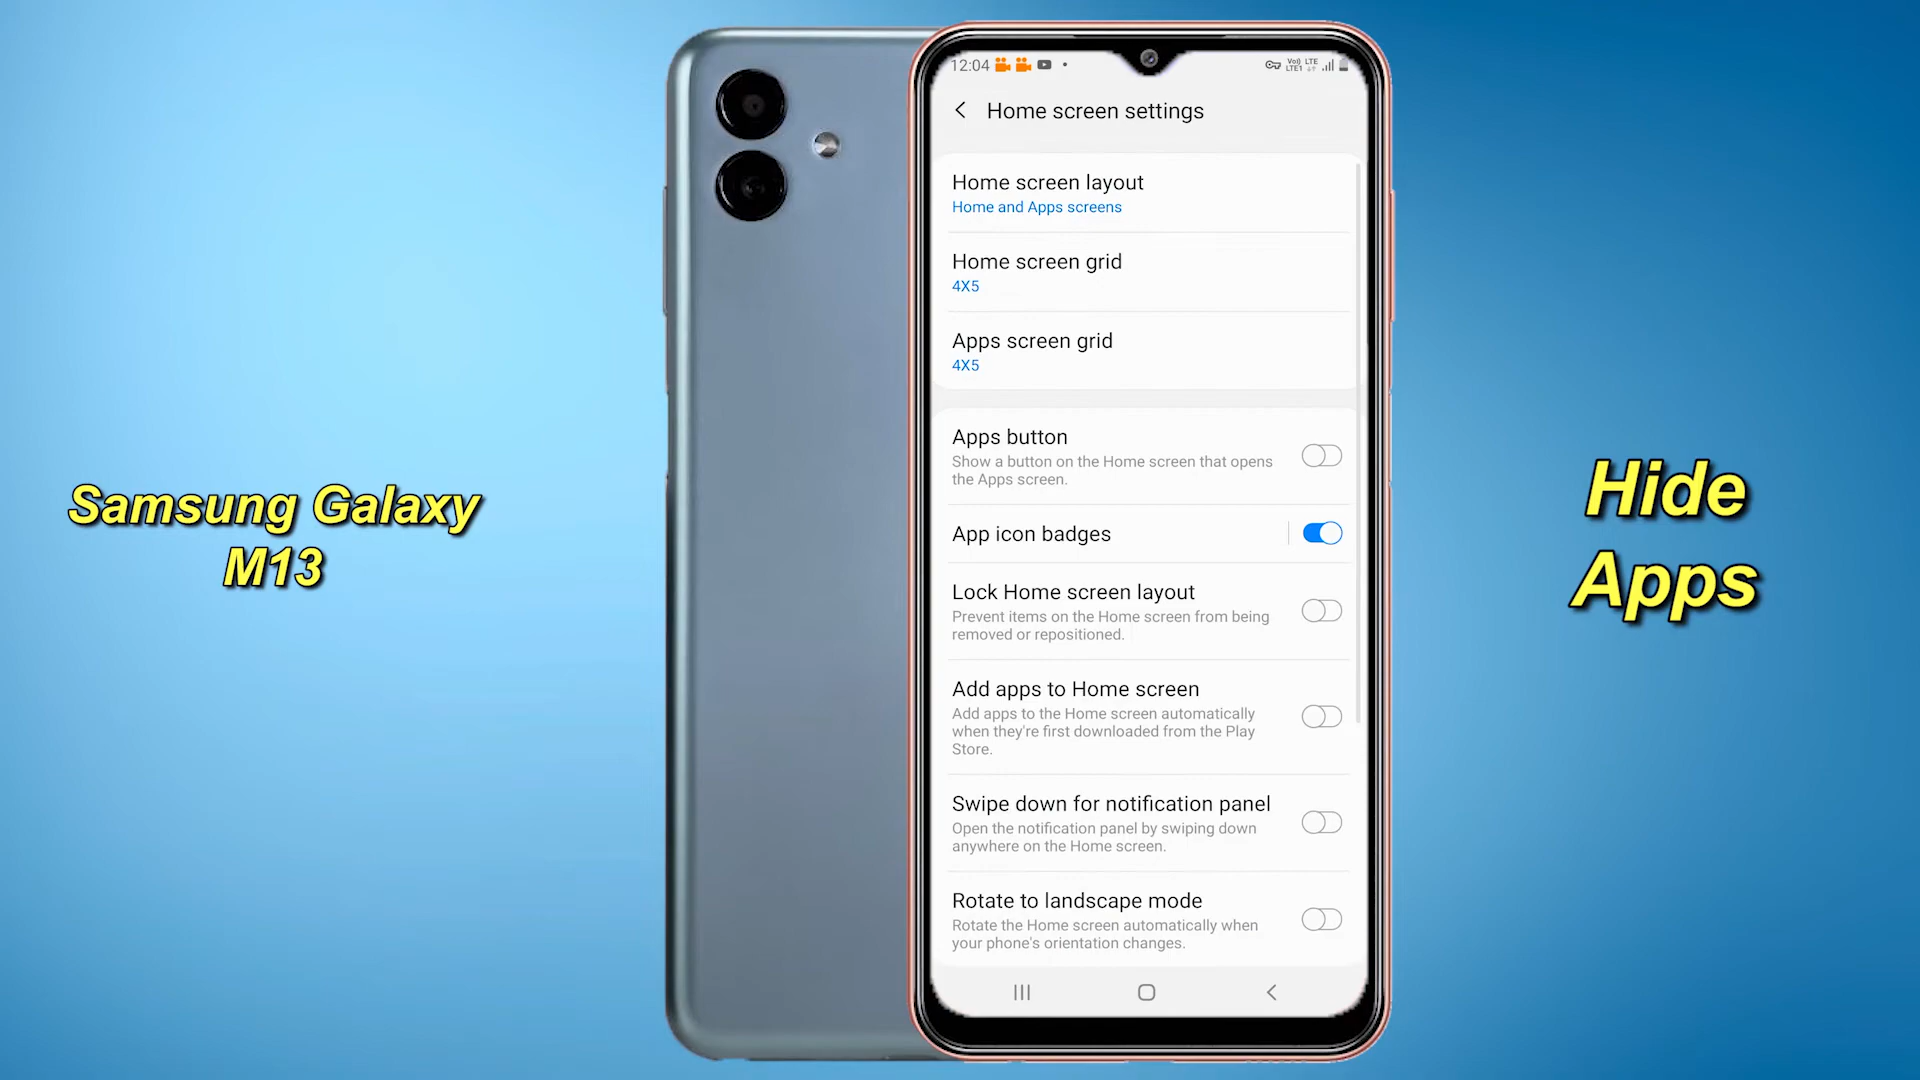 Samsung Galaxy
M13
12:04
Vo)) LTE
LTE1
Home screen settings
Home screen layout
Home and Apps screens
Home screen grid
4X5
Apps screen grid
4X5
Apps button
Show a button on the Home screen that opens
the Apps screen.
App icon badges
Lock Home screen layout
Prevent items on the Home screen from being
removed or repositioned.
Add apps to Home screen
Add apps to the Home screen automatically
when they're first downloaded from the Play
Store.
Swipe down for notification panel
Open the notification panel by swiping down
anywhere on the Home screen.
Rotate to landscape mode
Rotate the Home screen automatically when
your phone's orientation changes.
Hide
Apps